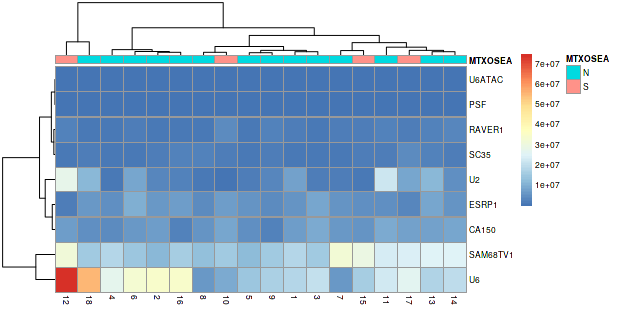 MTXOSEA
U6ATAC
PSF
RAVER1
SC35
U2
ESRP1
CA150
SAM68TV1
U6
12 18 4 6 2 16 8 10 5 9 1 3 7 15 11 17 13 14
7e+07
6e+07
5e+07
4e+07
3e+07
2e+07
1e+07
MTXOSEA
N
S